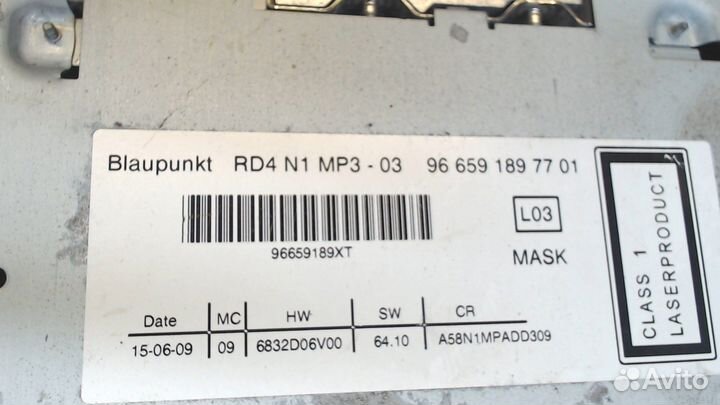 Blaupunkt RD4 N1 MP3 - 03 96 659 189 77 01
L03
96659189XT
MASK
CLASS 1
LASERPRODUCT
Date MC HW SW CR
15-06-09 09 6832D06V00 64.10 A58N1MPADD309
Avito